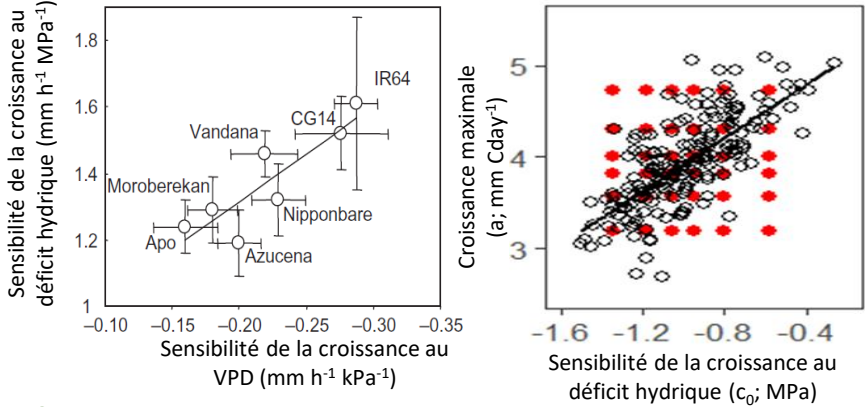 Sensibilité de la croissance au
déficit hydrique (mm h-1 MPa-1)
1.8
1.6
1.4
1.2
1
IR64
CG14
Vandana
Moroberekan
Nipponbare
Apo
Azucena
–0.10 –0.15 –0.20 –0.25 –0.30 –0.35
Sensibilité de la croissance au
VPD (mm h-1 kPa-1)
Croissance maximale
(a; mm Cday-1)
5
4
3
-1.6 -1.2 -0.8 -0.4
Sensibilité de la croissance au
déficit hydrique (c0; MPa)